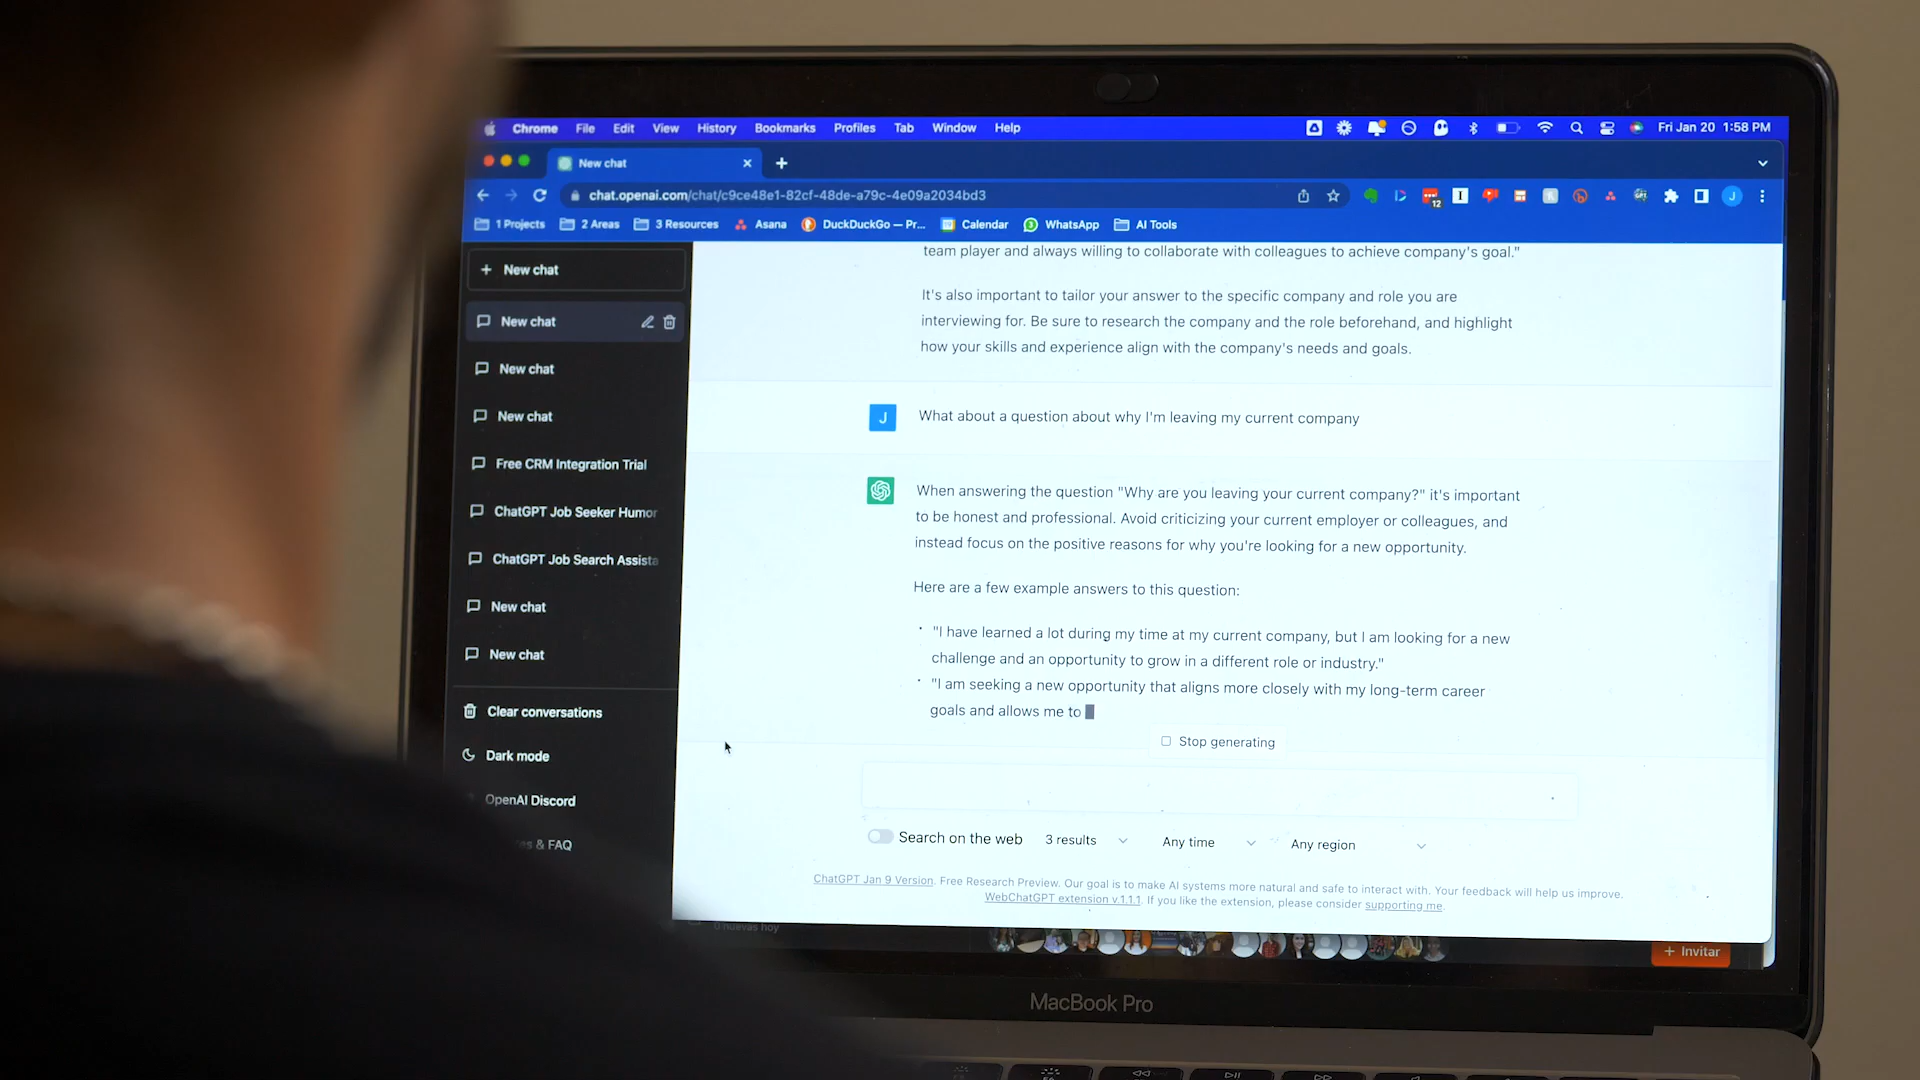 Chrome File Edit View History Bookmarks Profiles Tab Window Help Fri Jan 20 1:58 PM
New chat
chat.openai.com/chat/c9ce48e1-82cf-48de-a79c-4e09a2034bd3
12
J
1 Projects 2 Areas 3 Resources Asana DuckDuckGo — Pr... Calendar WhatsApp AI Tools
+ New chat
New chat
New chat
New chat
Free CRM Integration Trial
ChatGPT Job Seeker Humor
ChatGPT Job Search Assista
New chat
New chat
Clear conversations
Dark mode
OpenAI Discord
& FAQ
team player and always willing to collaborate with colleagues to achieve company's goal."
It's also important to tailor your answer to the specific company and role you are
interviewing for. Be sure to research the company and the role beforehand, and highlight
how your skills and experience align with the company's needs and goals.
J
What about a question about why I'm leaving my current company
When answering the question "Why are you leaving your current company?" it's important
to be honest and professional. Avoid criticizing your current employer or colleagues, and
instead focus on the positive reasons for why you're looking for a new opportunity.
Here are a few example answers to this question:
· "I have learned a lot during my time at my current company, but I am looking for a new
challenge and an opportunity to grow in a different role or industry."
· "I am seeking a new opportunity that aligns more closely with my long-term career
goals and allows me to
Stop generating
Search on the web 3 results Any time Any region
ChatGPT Jan 9 Version. Free Research Preview. Our goal is to make AI systems more natural and safe to interact with. Your feedback will help us improve.
WebChatGPT extension v.1.1.1. If you like the extension, please consider supporting me.
0 nuevas hoy
+ Invitar
MacBook Pro